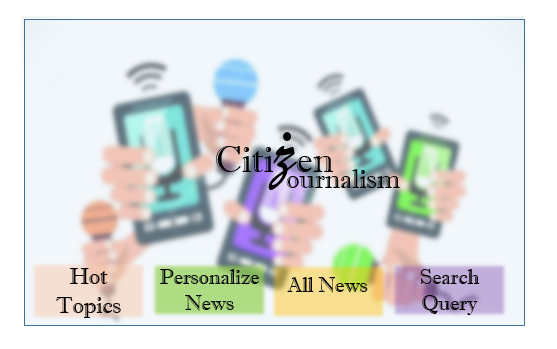 Citizen
Journalism
Hot
Topics
Personalize
News
All News
Search
Query